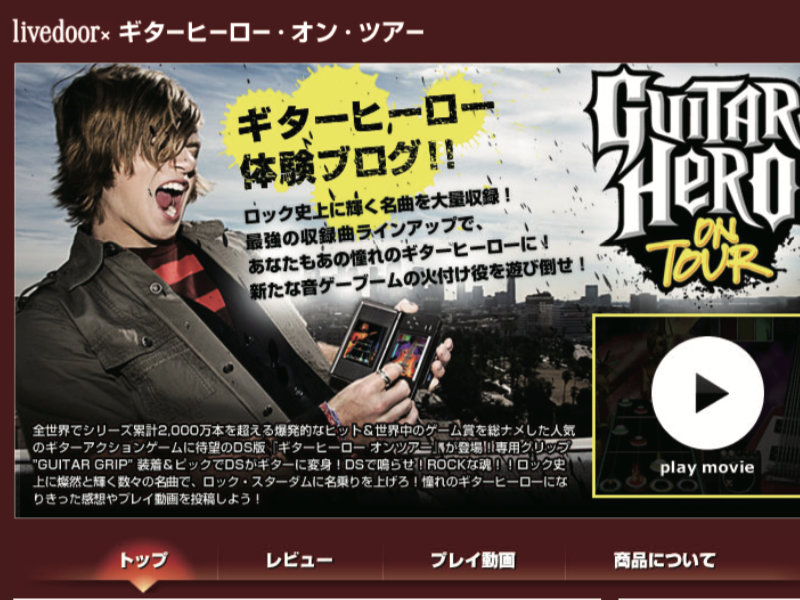 livedoor× ギターヒーロー・オン・ツアー
ギターヒーロー
体験ブログ!!
ロック史上に輝く名曲を大量収録！
最強の収録曲ラインアップで、
あなたもあの憧れのギターヒーローに！
新たな音ゲーブームの火付け役を遊び倒せ！
GUITAR
HERO
ON
TOUR
play movie
全世界でシリーズ累計2,000万本を超える爆発的なヒット＆世界中のゲーム賞を総ナメした人気
のギターアクションゲームに待望のDS版、『ギターヒーロー オン ツアー』が登場！専用グリップ
"GUITAR GRIP" 装着＆ピックでDSがギターに変身！DSで鳴らせ！ROCKな魂！！ロック史
上に燦然と輝く数々の名曲で、ロック・スターダムに名乗りを上げろ！憧れのギターヒーローにな
りきった感想やプレイ動画を投稿しよう！
トップ
レビュー
プレイ動画
商品について